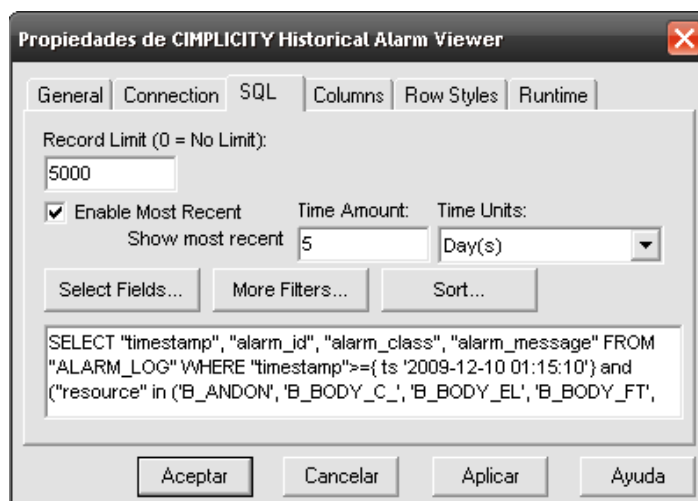 Propiedades de CIMPLICITY Historical Alarm Viewer
General Connection SQL Columns Row Styles Runtime
Record Limit (0 = No Limit):
5000
Enable Most Recent Time Amount: Time Units:
Show most recent 5 Day(s)
Select Fields... More Filters... Sort...
SELECT "timestamp", "alarm_id", "alarm_class", "alarm_message" FROM
"ALARM_LOG" WHERE "timestamp">={ ts '2009-12-10 01:15:10'} and
("resource" in ('B_ANDON', 'B_BODY_C_', 'B_BODY_EL', 'B_BODY_FT',
Aceptar Cancelar Aplicar Ayuda